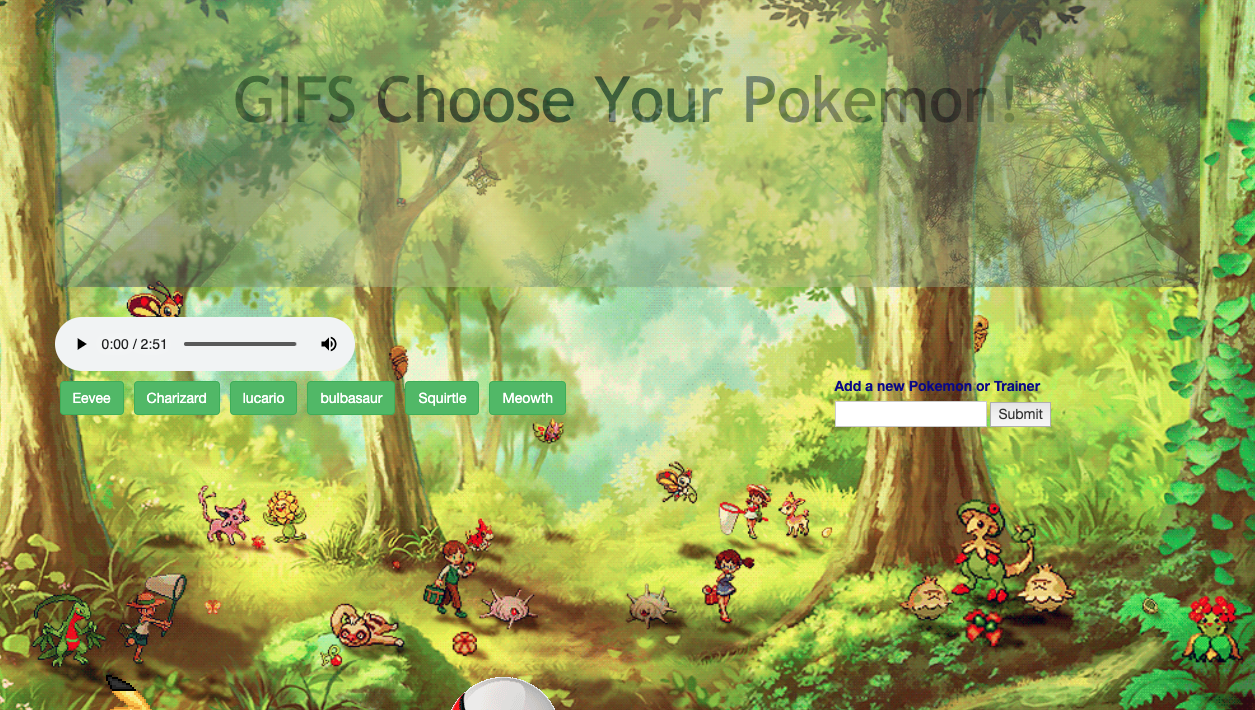 GIFS Choose Your Pokemon!
0:00 / 2:51
Eevee Charizard lucario bulbasaur Squirtle Meowth
Add a new Pokemon or Trainer
Submit